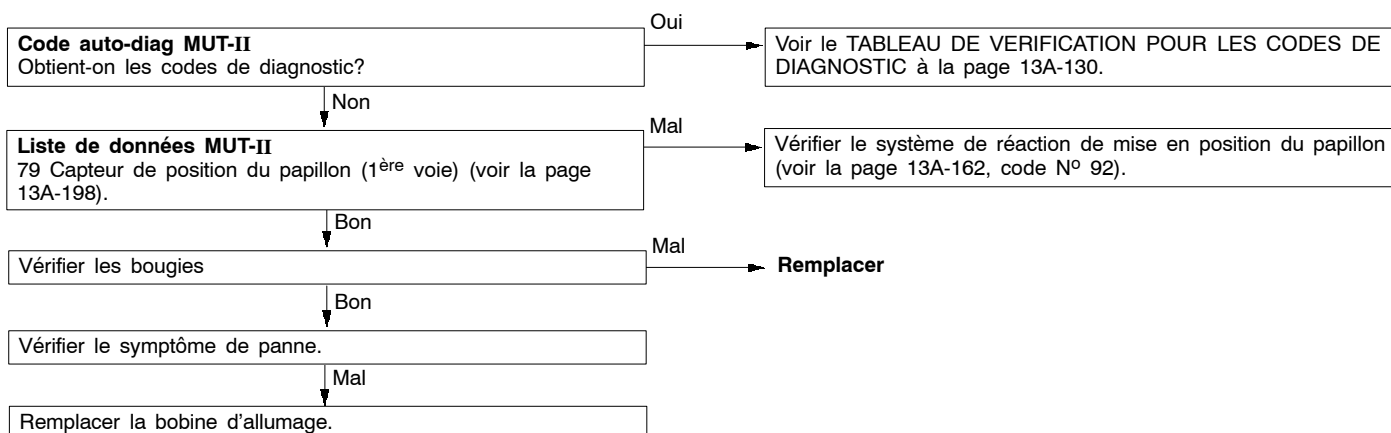 Code auto-diag MUT-II
Obtient-on les codes de diagnostic?
Oui
Voir le TABLEAU DE VERIFICATION POUR LES CODES DE
DIAGNOSTIC à la page 13A-130.
Non
Liste de données MUT-II
79 Capteur de position du papillon (1ère voie) (voir la page
13A-198).
Mal
Vérifier le système de réaction de mise en position du papillon
(voir la page 13A-162, code Nº 92).
Bon
Vérifier les bougies
Mal
Remplacer
Bon
Vérifier le symptôme de panne.
Mal
Remplacer la bobine d'allumage.